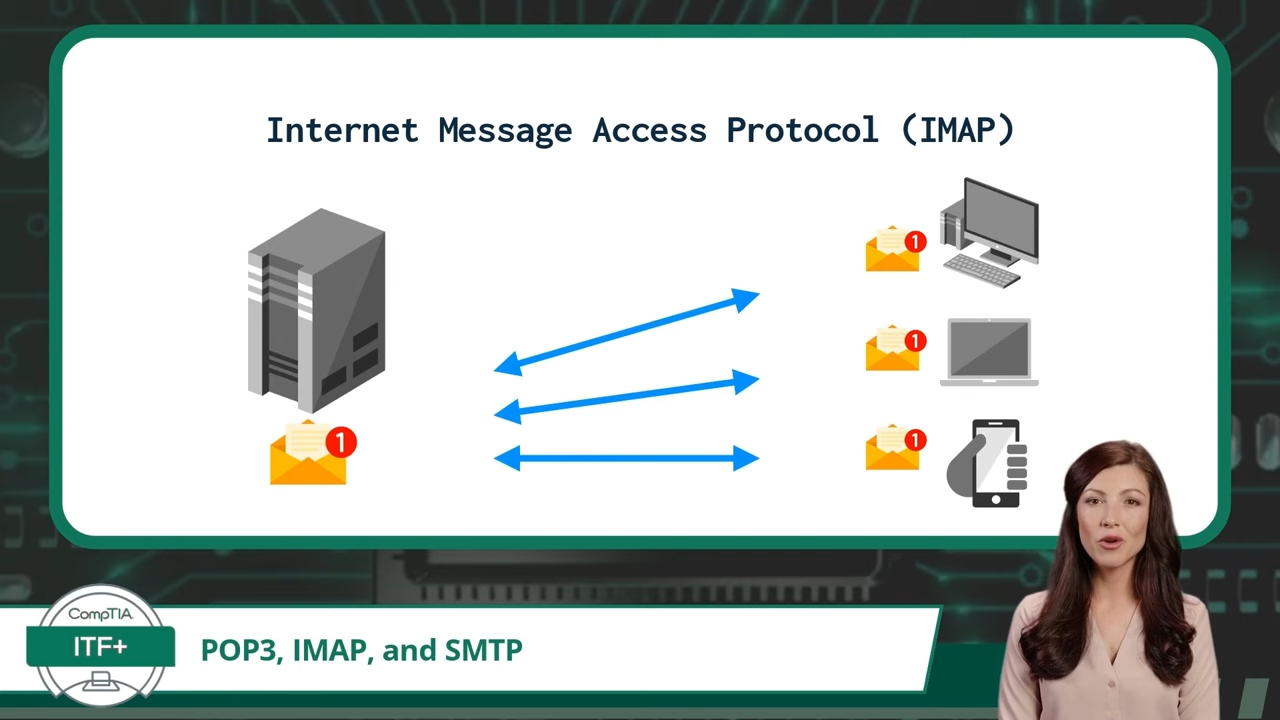 Internet Message Access Protocol (IMAP)
1
1
1
1
CompTIA
ITF+
POP3, IMAP, and SMTP